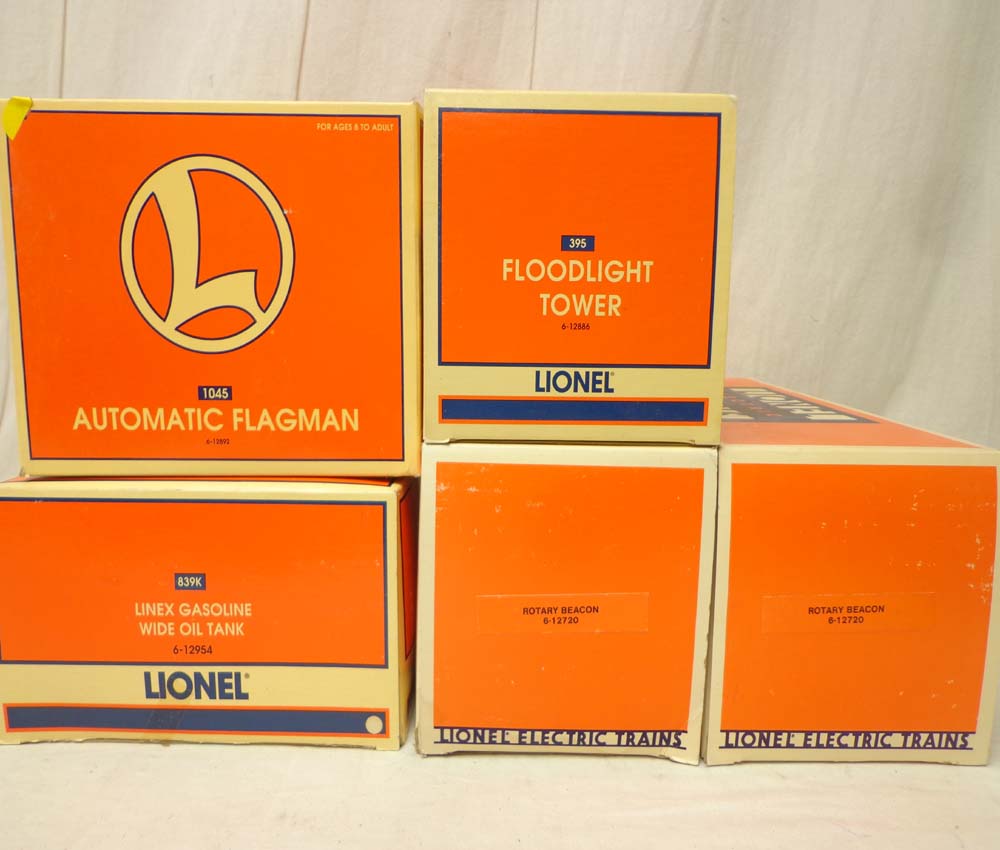 FOR AGES 8 TO ADULT
L
1045
AUTOMATIC FLAGMAN
6-12892
395
FLOODLIGHT
TOWER
6-12886
LIONEL®
839K
LINEX GASOLINE
WIDE OIL TANK
6-12954
LIONEL®
ROTARY BEACON
6-12720
LIONEL® ELECTRIC TRAINS
ROTARY BEACON
6-12720
LIONEL® ELECTRIC TRAINS